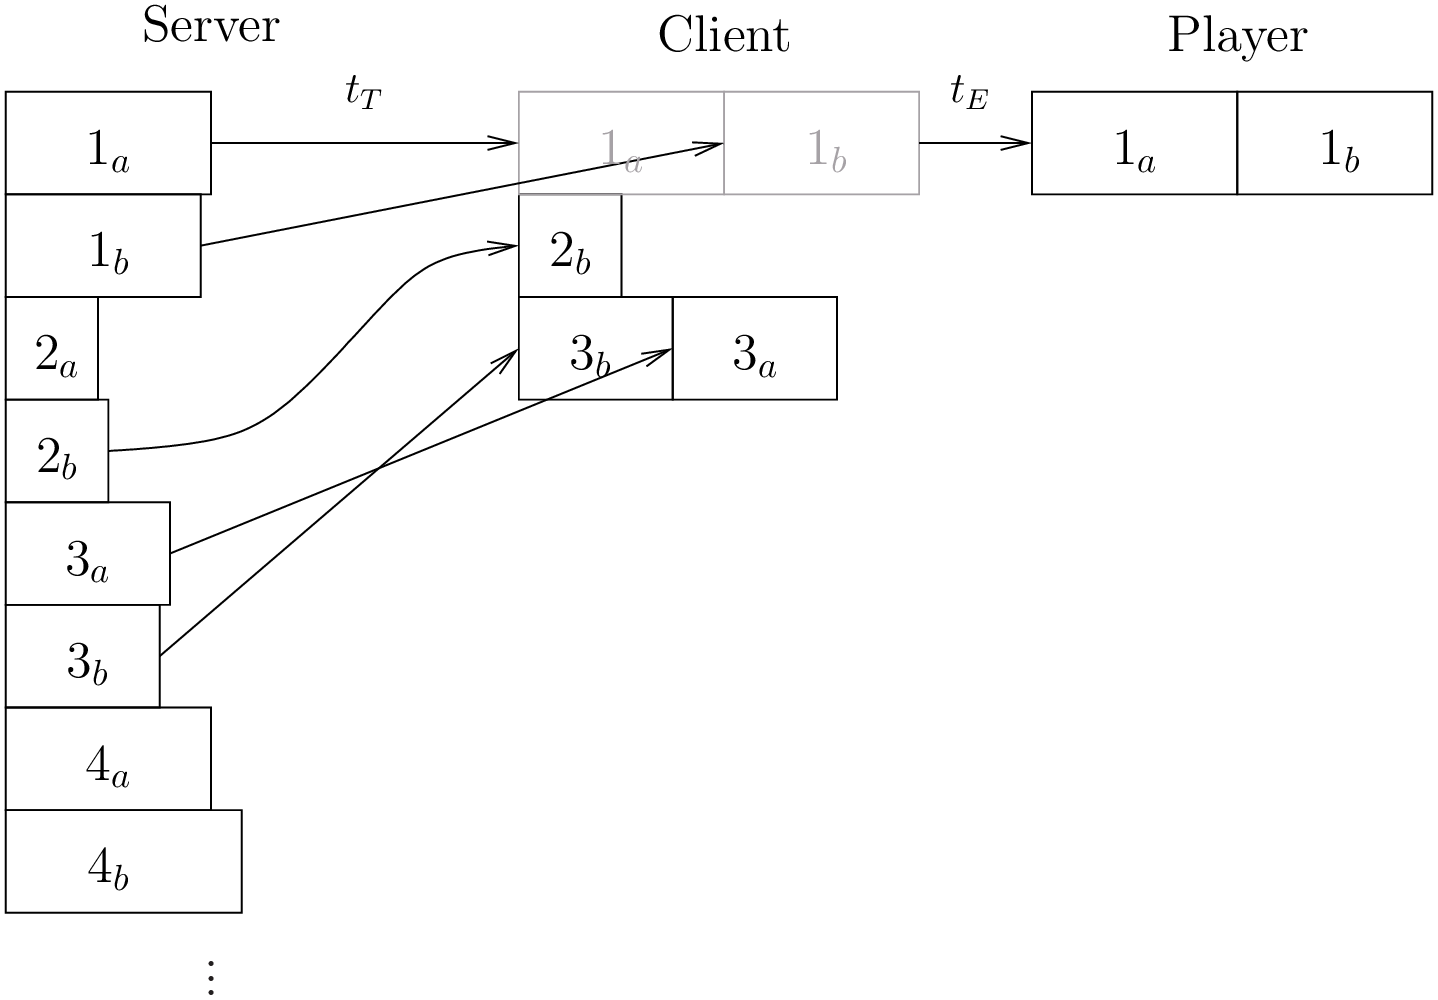 Server Client Player
t_T t_E
1_a 1_a 1_b 1_a 1_b
1_b 2_b
2_a 3_b 3_a
2_b
3_a
3_b
4_a
4_b
⋮